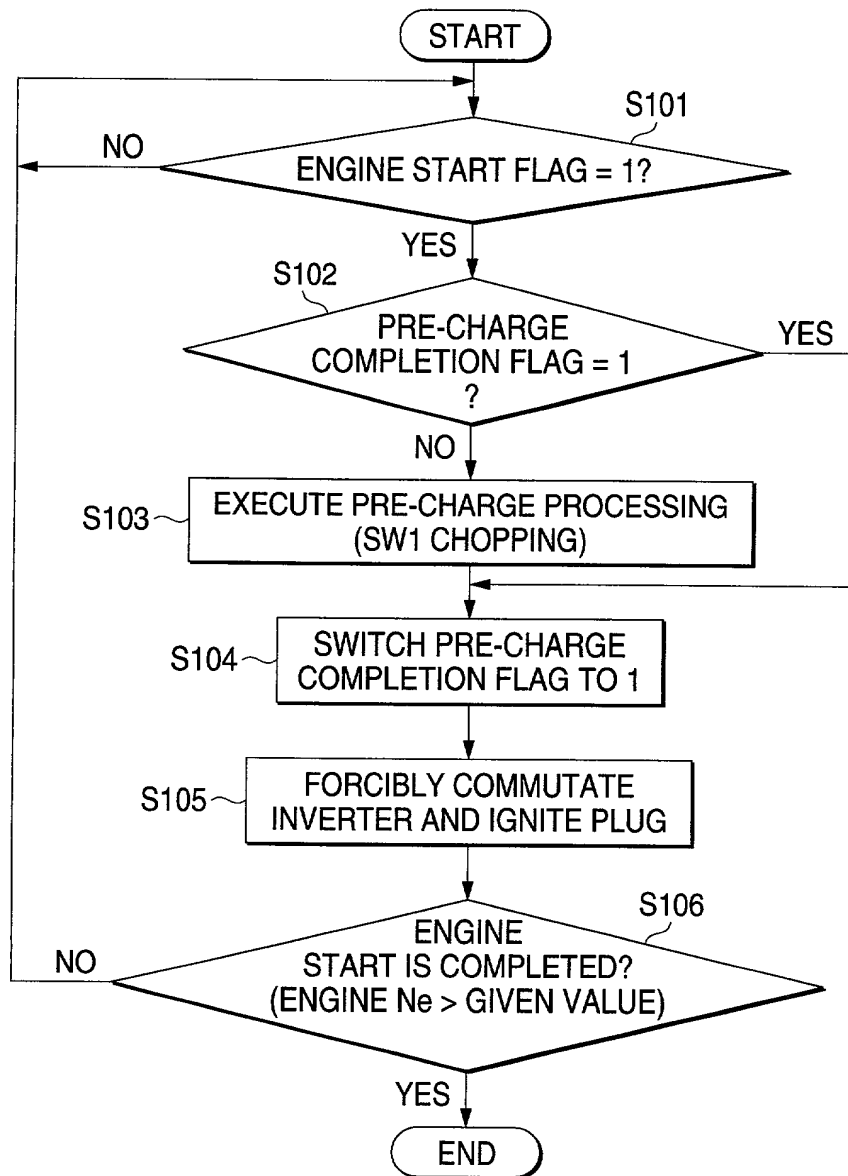 START
S101
NO
ENGINE START FLAG = 1?
YES
S102
PRE-CHARGE
COMPLETION FLAG = 1
?
YES
NO
S103
EXECUTE PRE-CHARGE PROCESSING
(SW1 CHOPPING)
S104
SWITCH PRE-CHARGE
COMPLETION FLAG TO 1
S105
FORCIBLY COMMUTATE
INVERTER AND IGNITE PLUG
S106
ENGINE
START IS COMPLETED?
(ENGINE Ne > GIVEN VALUE)
NO
YES
END